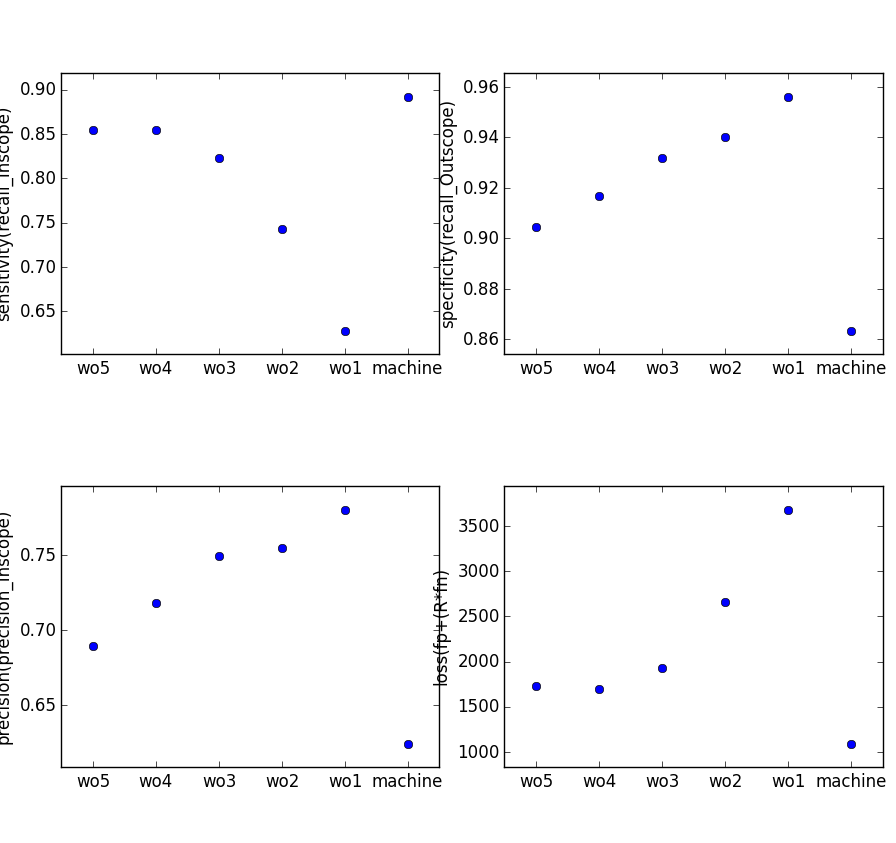 sensitivity(recall_Inscope)
0.90
0.85
0.80
0.75
0.70
0.65
wo5 wo4 wo3 wo2 wo1 machine
specificity(recall_Outscope)
0.96
0.94
0.92
0.90
0.88
0.86
wo5 wo4 wo3 wo2 wo1 machine
precision(precision_Inscope)
0.75
0.70
0.65
wo5 wo4 wo3 wo2 wo1 machine
loss(fp+(R*fn)
3500
3000
2500
2000
1500
1000
wo5 wo4 wo3 wo2 wo1 machine